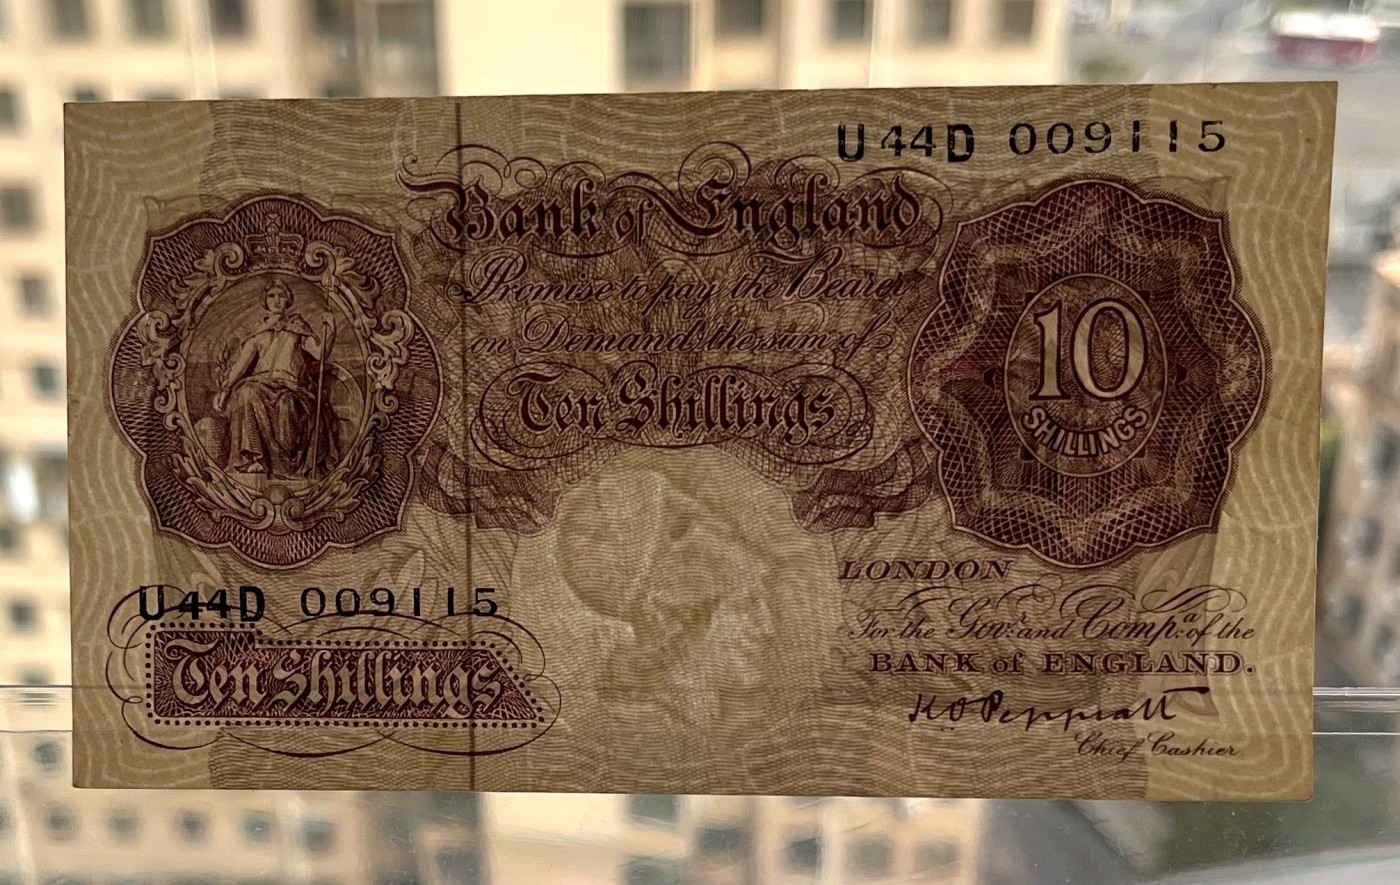 U44D 009115
Bank of England
Promise to pay the Bearer
on Demand the sum of
Ten Shillings
10
SHILLINGS
LONDON
For the Govr. and Compa. of the
BANK of ENGLAND.
K O Peppiatt
Chief Cashier
U44D 009115
Ten Shillings